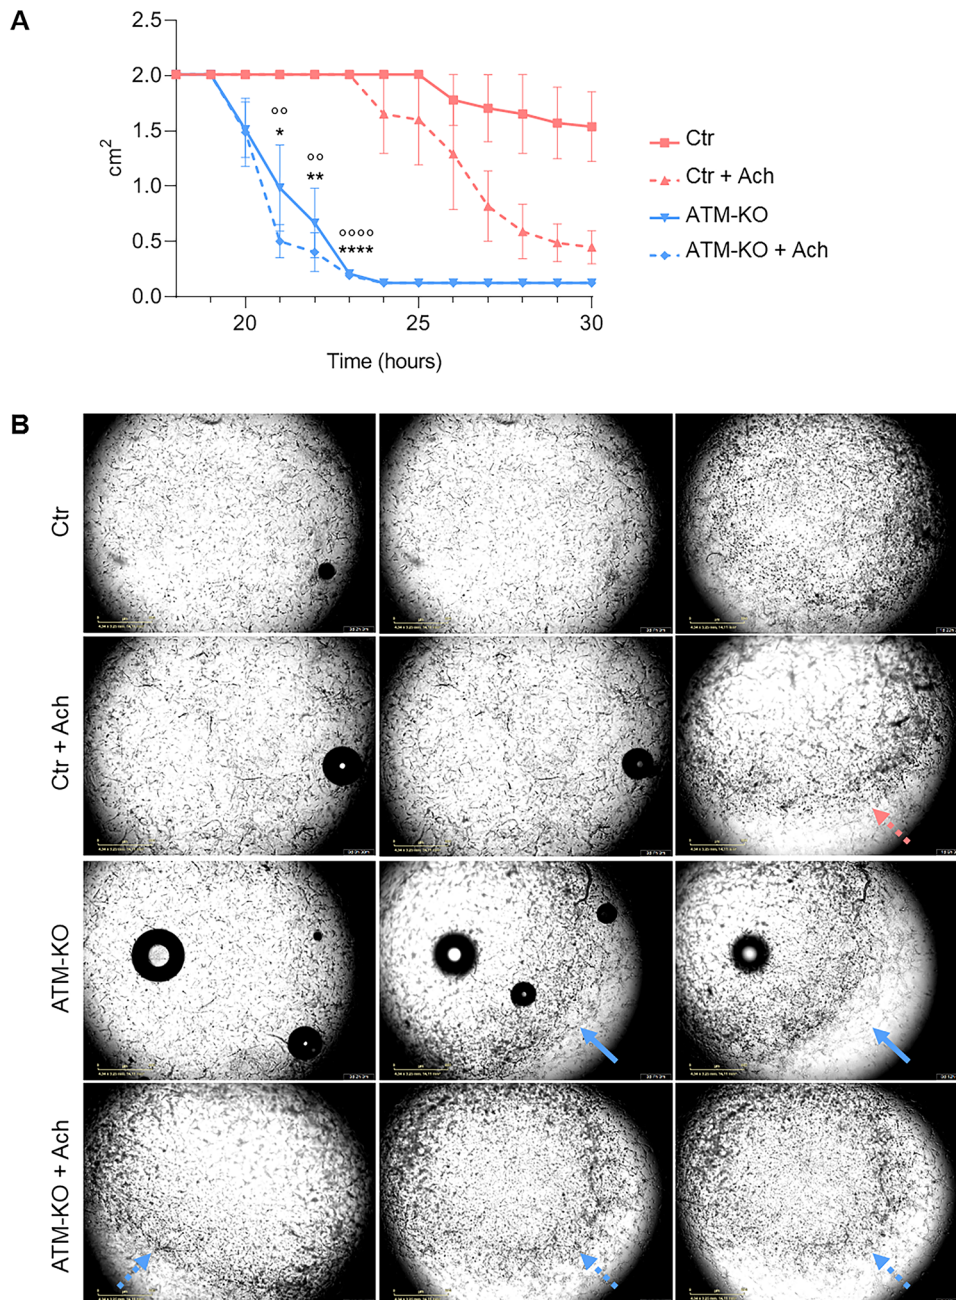 A
2.5
2.0
1.5
1.0
0.5
0.0
cm2
°°
*
°°
**
°°°°
****
20
25
30
Time (hours)
Ctr
Ctr + Ach
ATM-KO
ATM-KO + Ach
B
Ctr
Ctr + Ach
ATM-KO
ATM-KO + Ach